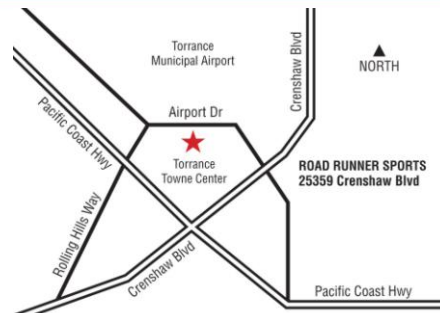 Torrance
Municipal Airport
Crenshaw Blvd
NORTH
Pacific Coast Hwy
Airport Dr
ROAD RUNNER SPORTS
25359 Crenshaw Blvd
Torrance
Towne Center
Rolling Hills Way
Crenshaw Blvd
Pacific Coast Hwy